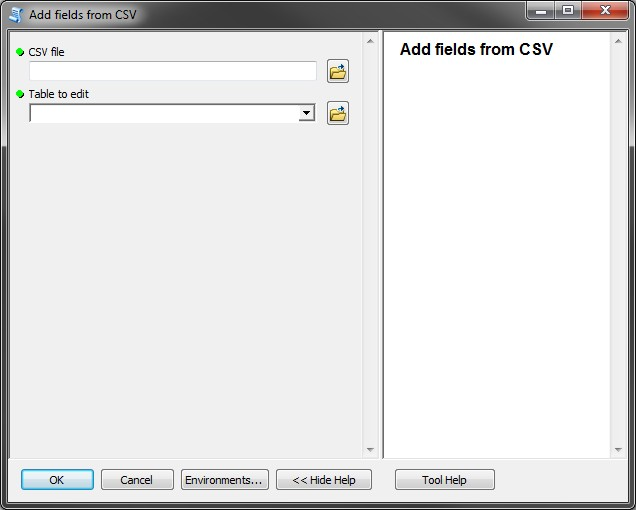 Add fields from CSV
CSV file
Table to edit
Add fields from CSV
OK
Cancel
Environments...
<< Hide Help
Tool Help